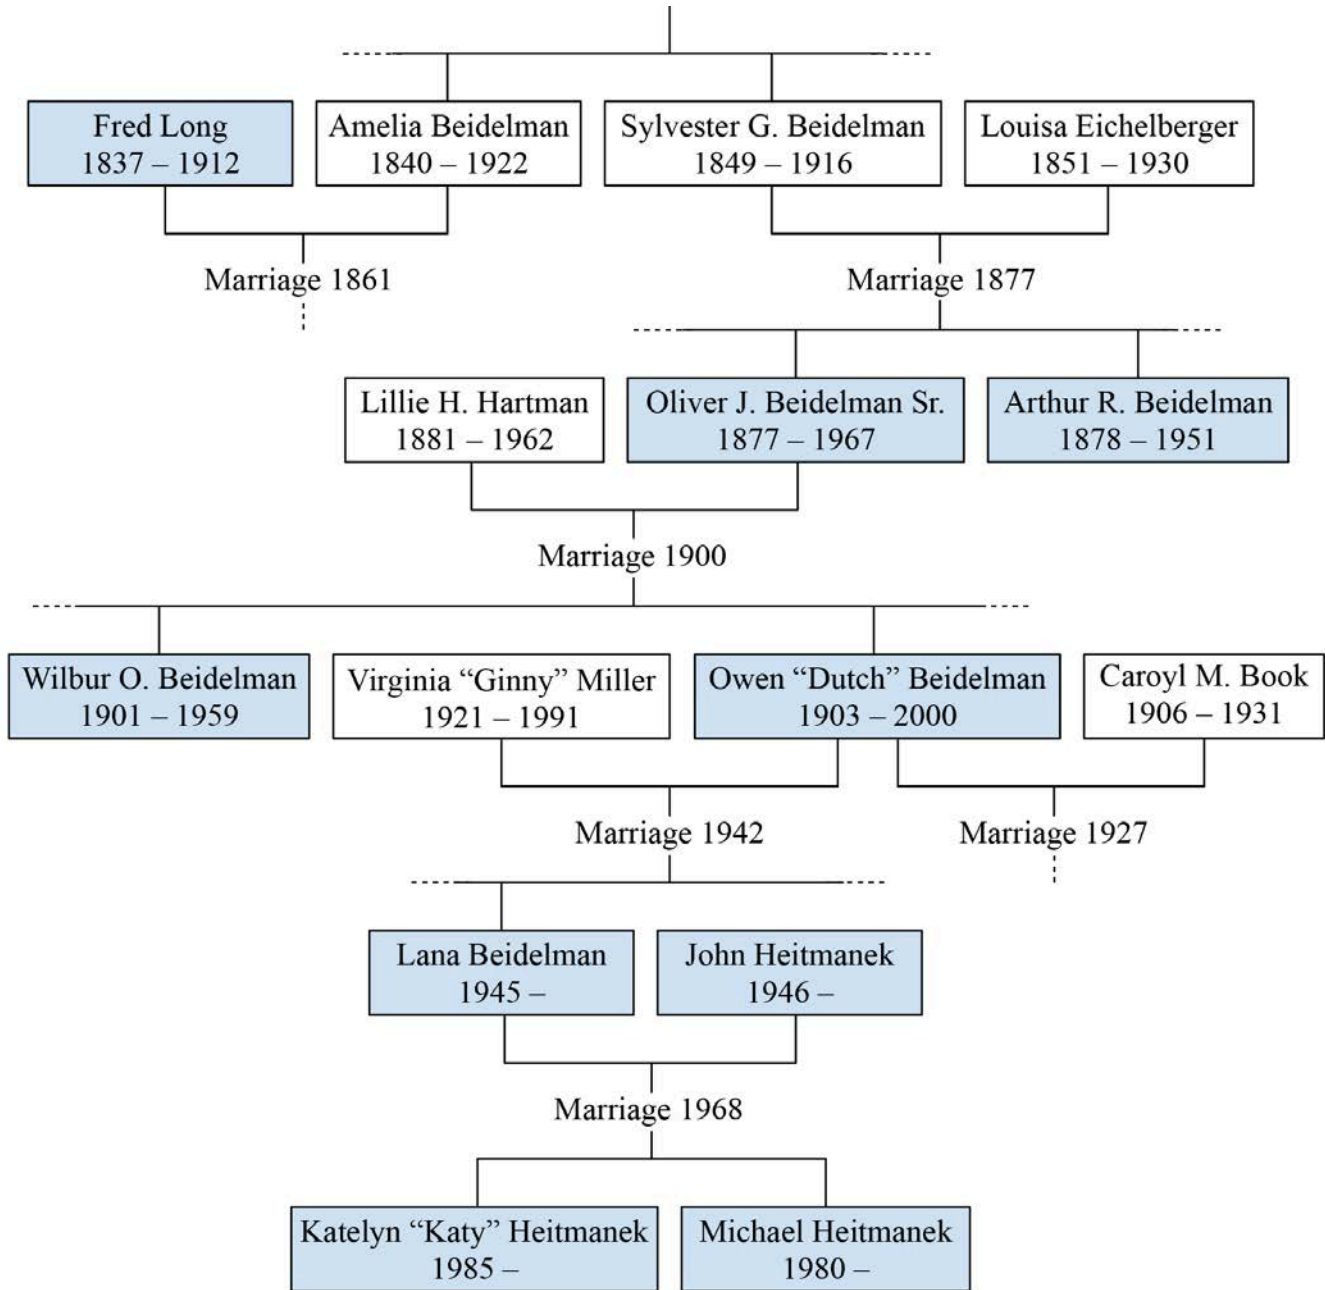 Fred Long
1837 – 1912
Amelia Beidelman
1840 – 1922
Sylvester G. Beidelman
1849 – 1916
Louisa Eichelberger
1851 – 1930
Marriage 1861
Marriage 1877
Lillie H. Hartman
1881 – 1962
Oliver J. Beidelman Sr.
1877 – 1967
Arthur R. Beidelman
1878 – 1951
Marriage 1900
Wilbur O. Beidelman
1901 – 1959
Virginia “Ginny” Miller
1921 – 1991
Owen “Dutch” Beidelman
1903 – 2000
Caroyl M. Book
1906 – 1931
Marriage 1942
Marriage 1927
Lana Beidelman
1945 –
John Heitmanek
1946 –
Marriage 1968
Katelyn “Katy” Heitmanek
1985 –
Michael Heitmanek
1980 –